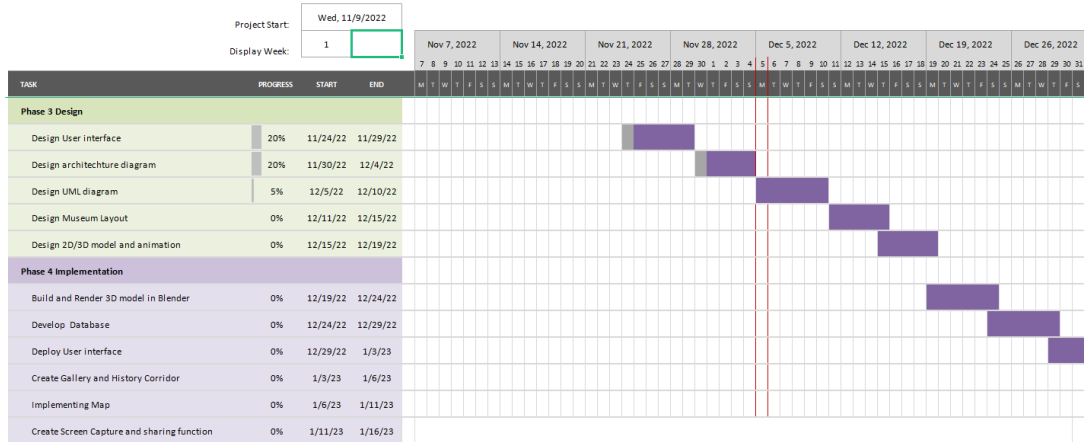 Project Start: Wed, 11/9/2022
Display Week: 1
Nov 7, 2022 Nov 14, 2022 Nov 21, 2022 Nov 28, 2022 Dec 5, 2022 Dec 12, 2022 Dec 19, 2022 Dec 26, 2022
7 8 9 10 11 12 13 14 15 16 17 18 19 20 21 22 23 24 25 26 27 28 29 30 1 2 3 4 5 6 7 8 9 10 11 12 13 14 15 16 17 18 19 20 21 22 23 24 25 26 27 28 29 30 31
TASK PROGRESS START END M T W T F S S M T W T F S S M T W T F S S M T W T F S S M T W T F S S M T W T F S S M T W T F S S M T W T F S
Phase 3 Design
Design User interface 20% 11/24/22 11/29/22
Design architechture diagram 20% 11/30/22 12/4/22
Design UML diagram 5% 12/5/22 12/10/22
Design Museum Layout 0% 12/11/22 12/15/22
Design 2D/3D model and animation 0% 12/15/22 12/19/22
Phase 4 Implementation
Build and Render 3D model in Blender 0% 12/19/22 12/24/22
Develop Database 0% 12/24/22 12/29/22
Deploy User interface 0% 12/29/22 1/3/23
Create Gallery and History Corridor 0% 1/3/23 1/6/23
Implementing Map 0% 1/6/23 1/11/23
Create Screen Capture and sharing function 0% 1/11/23 1/16/23